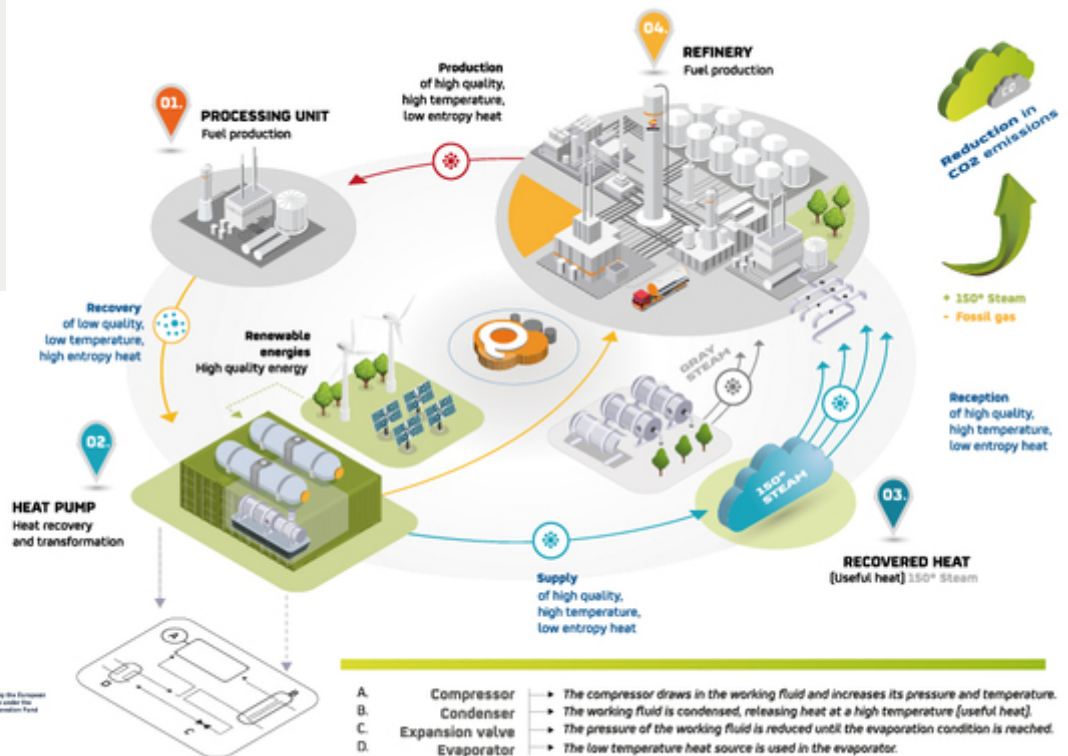 04.
REFINERY
Fuel production
Production
of high quality,
high temperature,
low entropy heat
01.
PROCESSING UNIT
Fuel production
CO
Reduction in
CO2 emissions
+ 150° Steam
- Fossil gas
Recovery
of low quality,
low temperature,
high entropy heat
Renewable
energies
High quality energy
GRAY
STEAM
Reception
of high quality,
high temperature,
low entropy heat
02.
HEAT PUMP
Heat recovery
and transformation
150°
STEAM
03.
RECOVERED HEAT
(Useful heat) 150° Steam
Supply
of high quality,
high temperature,
low entropy heat
A
C
by the European
under the
A. Compressor The compressor draws in the working fluid and increases its pressure and temperature.
B. Condenser The working fluid is condensed, releasing heat at a high temperature (useful heat).
C. Expansion valve The pressure of the working fluid is reduced until the evaporation condition is reached.
D. Evaporator The low temperature heat source is used in the evaporator.